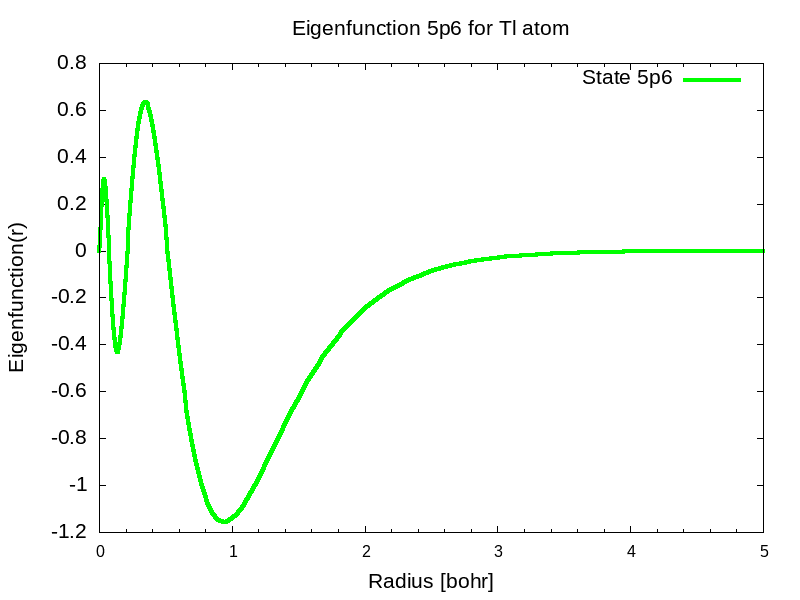 Eigenfunction 5p6 for Tl atom
State 5p6
0.8
0.6
0.4
0.2
0
-0.2
-0.4
-0.6
-0.8
-1
-1.2
Eigenfunction(r)
0 1 2 3 4 5
Radius [bohr]